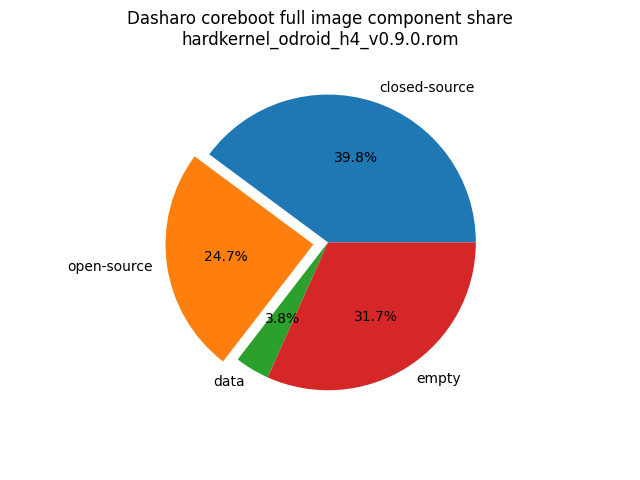 Dasharo coreboot full image component share
hardkernel_odroid_h4_v0.9.0.rom
closed-source
39.8%
24.7%
open-source
3.8%
31.7%
data
empty